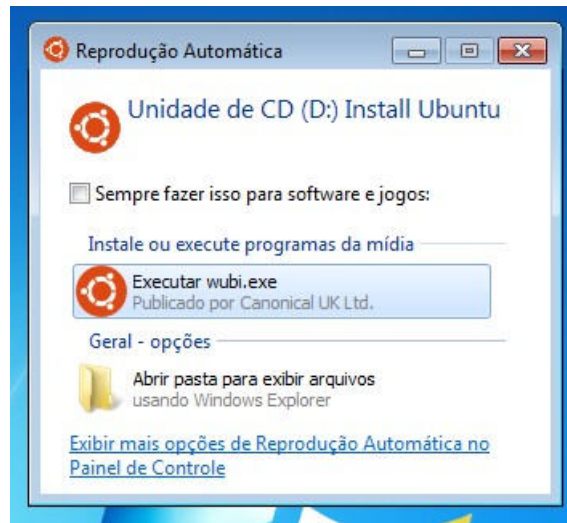 Reprodução Automática
Unidade de CD (D:) Install Ubuntu
Sempre fazer isso para software e jogos:
Instale ou execute programas da mídia
Executar wubi.exe
Publicado por Canonical UK Ltd.
Geral - opções
Abrir pasta para exibir arquivos
usando Windows Explorer
Exibir mais opções de Reprodução Automática no
Painel de Controle